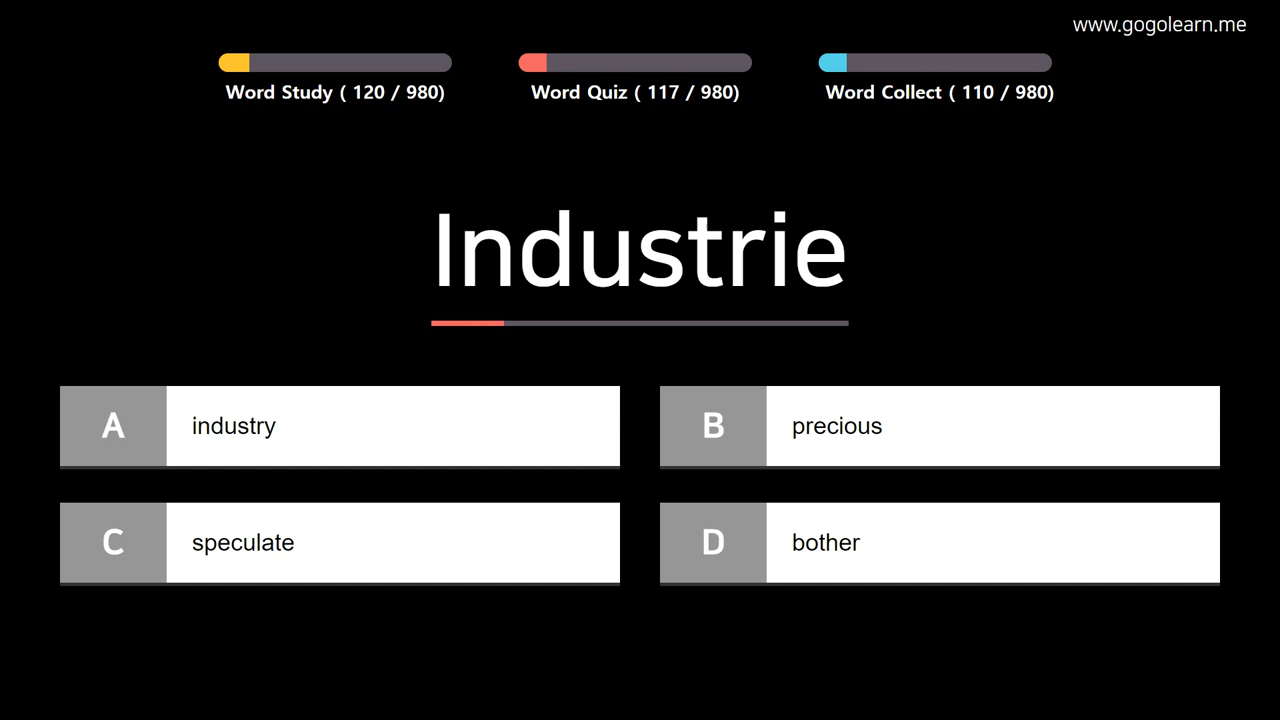 www.gogolearn.me
Word Study ( 120 / 980)
Word Quiz ( 117 / 980)
Word Collect ( 110 / 980)
Industrie
A
industry
B
precious
C
speculate
D
bother